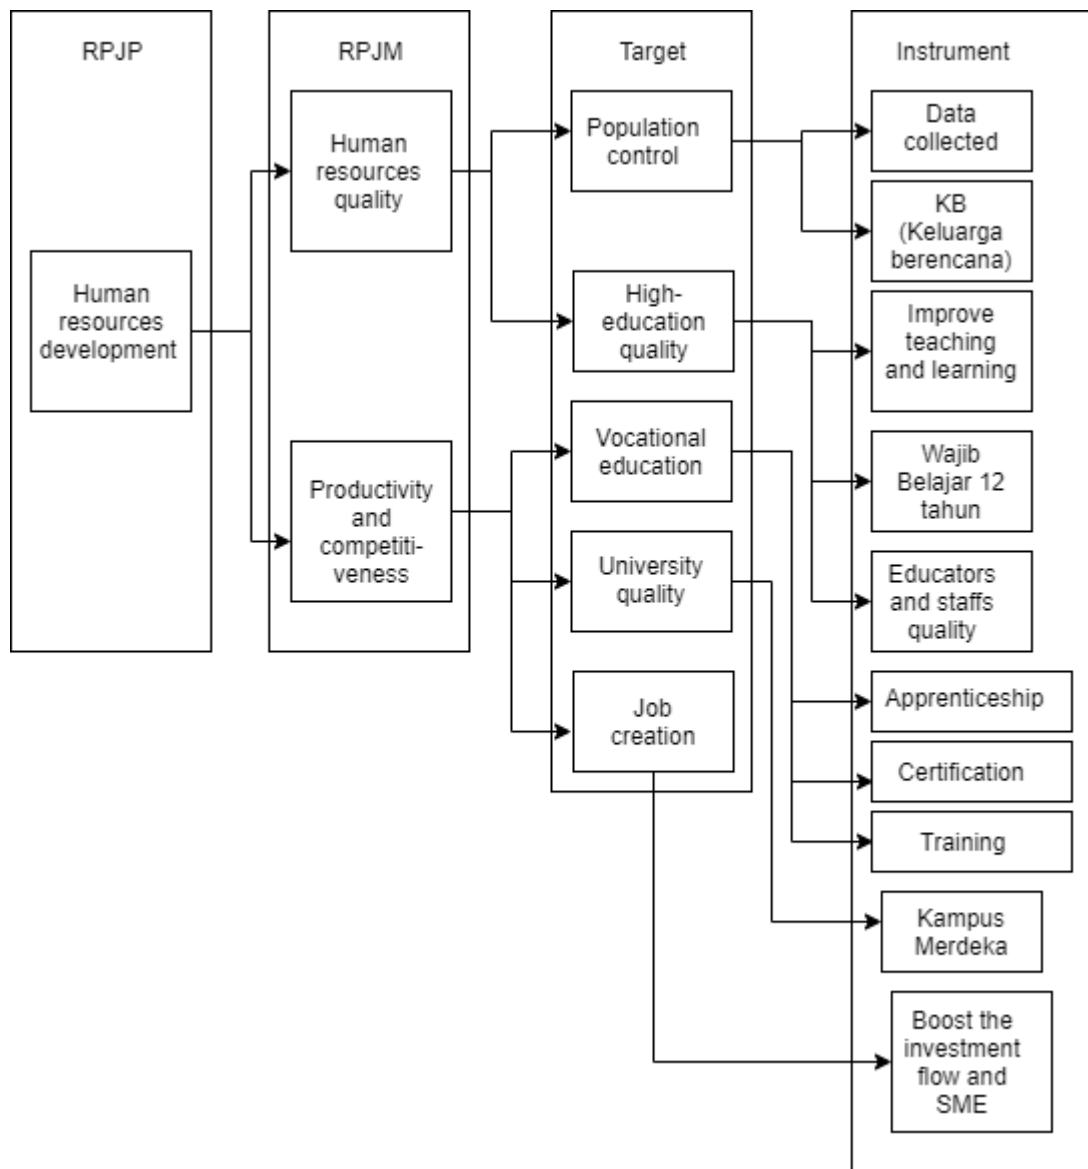 RPJP
Human
resources
development
RPJM
Human
resources
quality
Productivity
and
competiti-
veness
Target
Population
control
High-
education
quality
Vocational
education
University
quality
Job
creation
Instrument
Data
collected
KB
(Keluarga
berencana)
Improve
teaching
and learning
Wajib
Belajar 12
tahun
Educators
and staffs
quality
Apprenticeship
Certification
Training
Kampus
Merdeka
Boost the
investment
flow and
SME